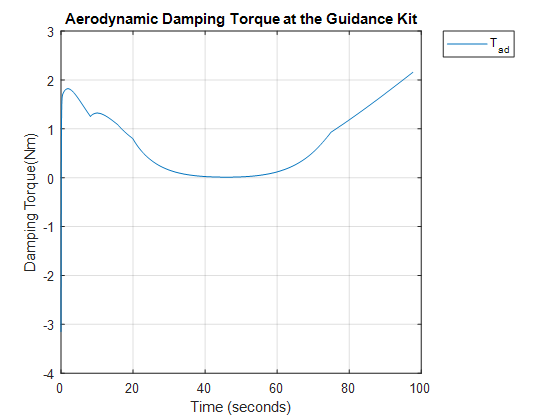 Aerodynamic Damping Torque at the Guidance Kit
T_ad
3
2
1
0
-1
-2
-3
-4
Damping Torque(Nm)
0 20 40 60 80 100
Time (seconds)